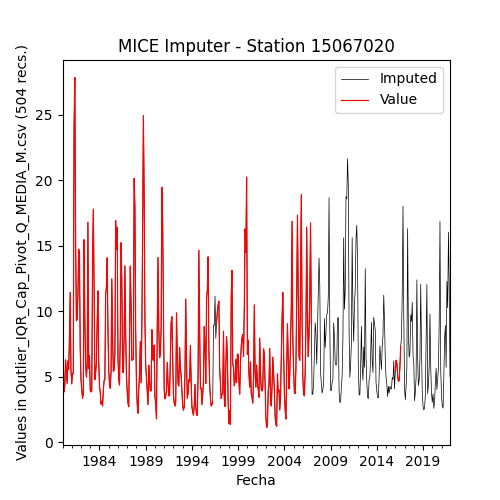 MICE Imputer - Station 15067020
Values in Outlier_IQR_Cap_Pivot_Q_MEDIA_M.csv (504 recs.)
Imputed
Value
25
20
15
10
5
0
1984 1989 1994 1999 2004 2009 2014 2019
Fecha